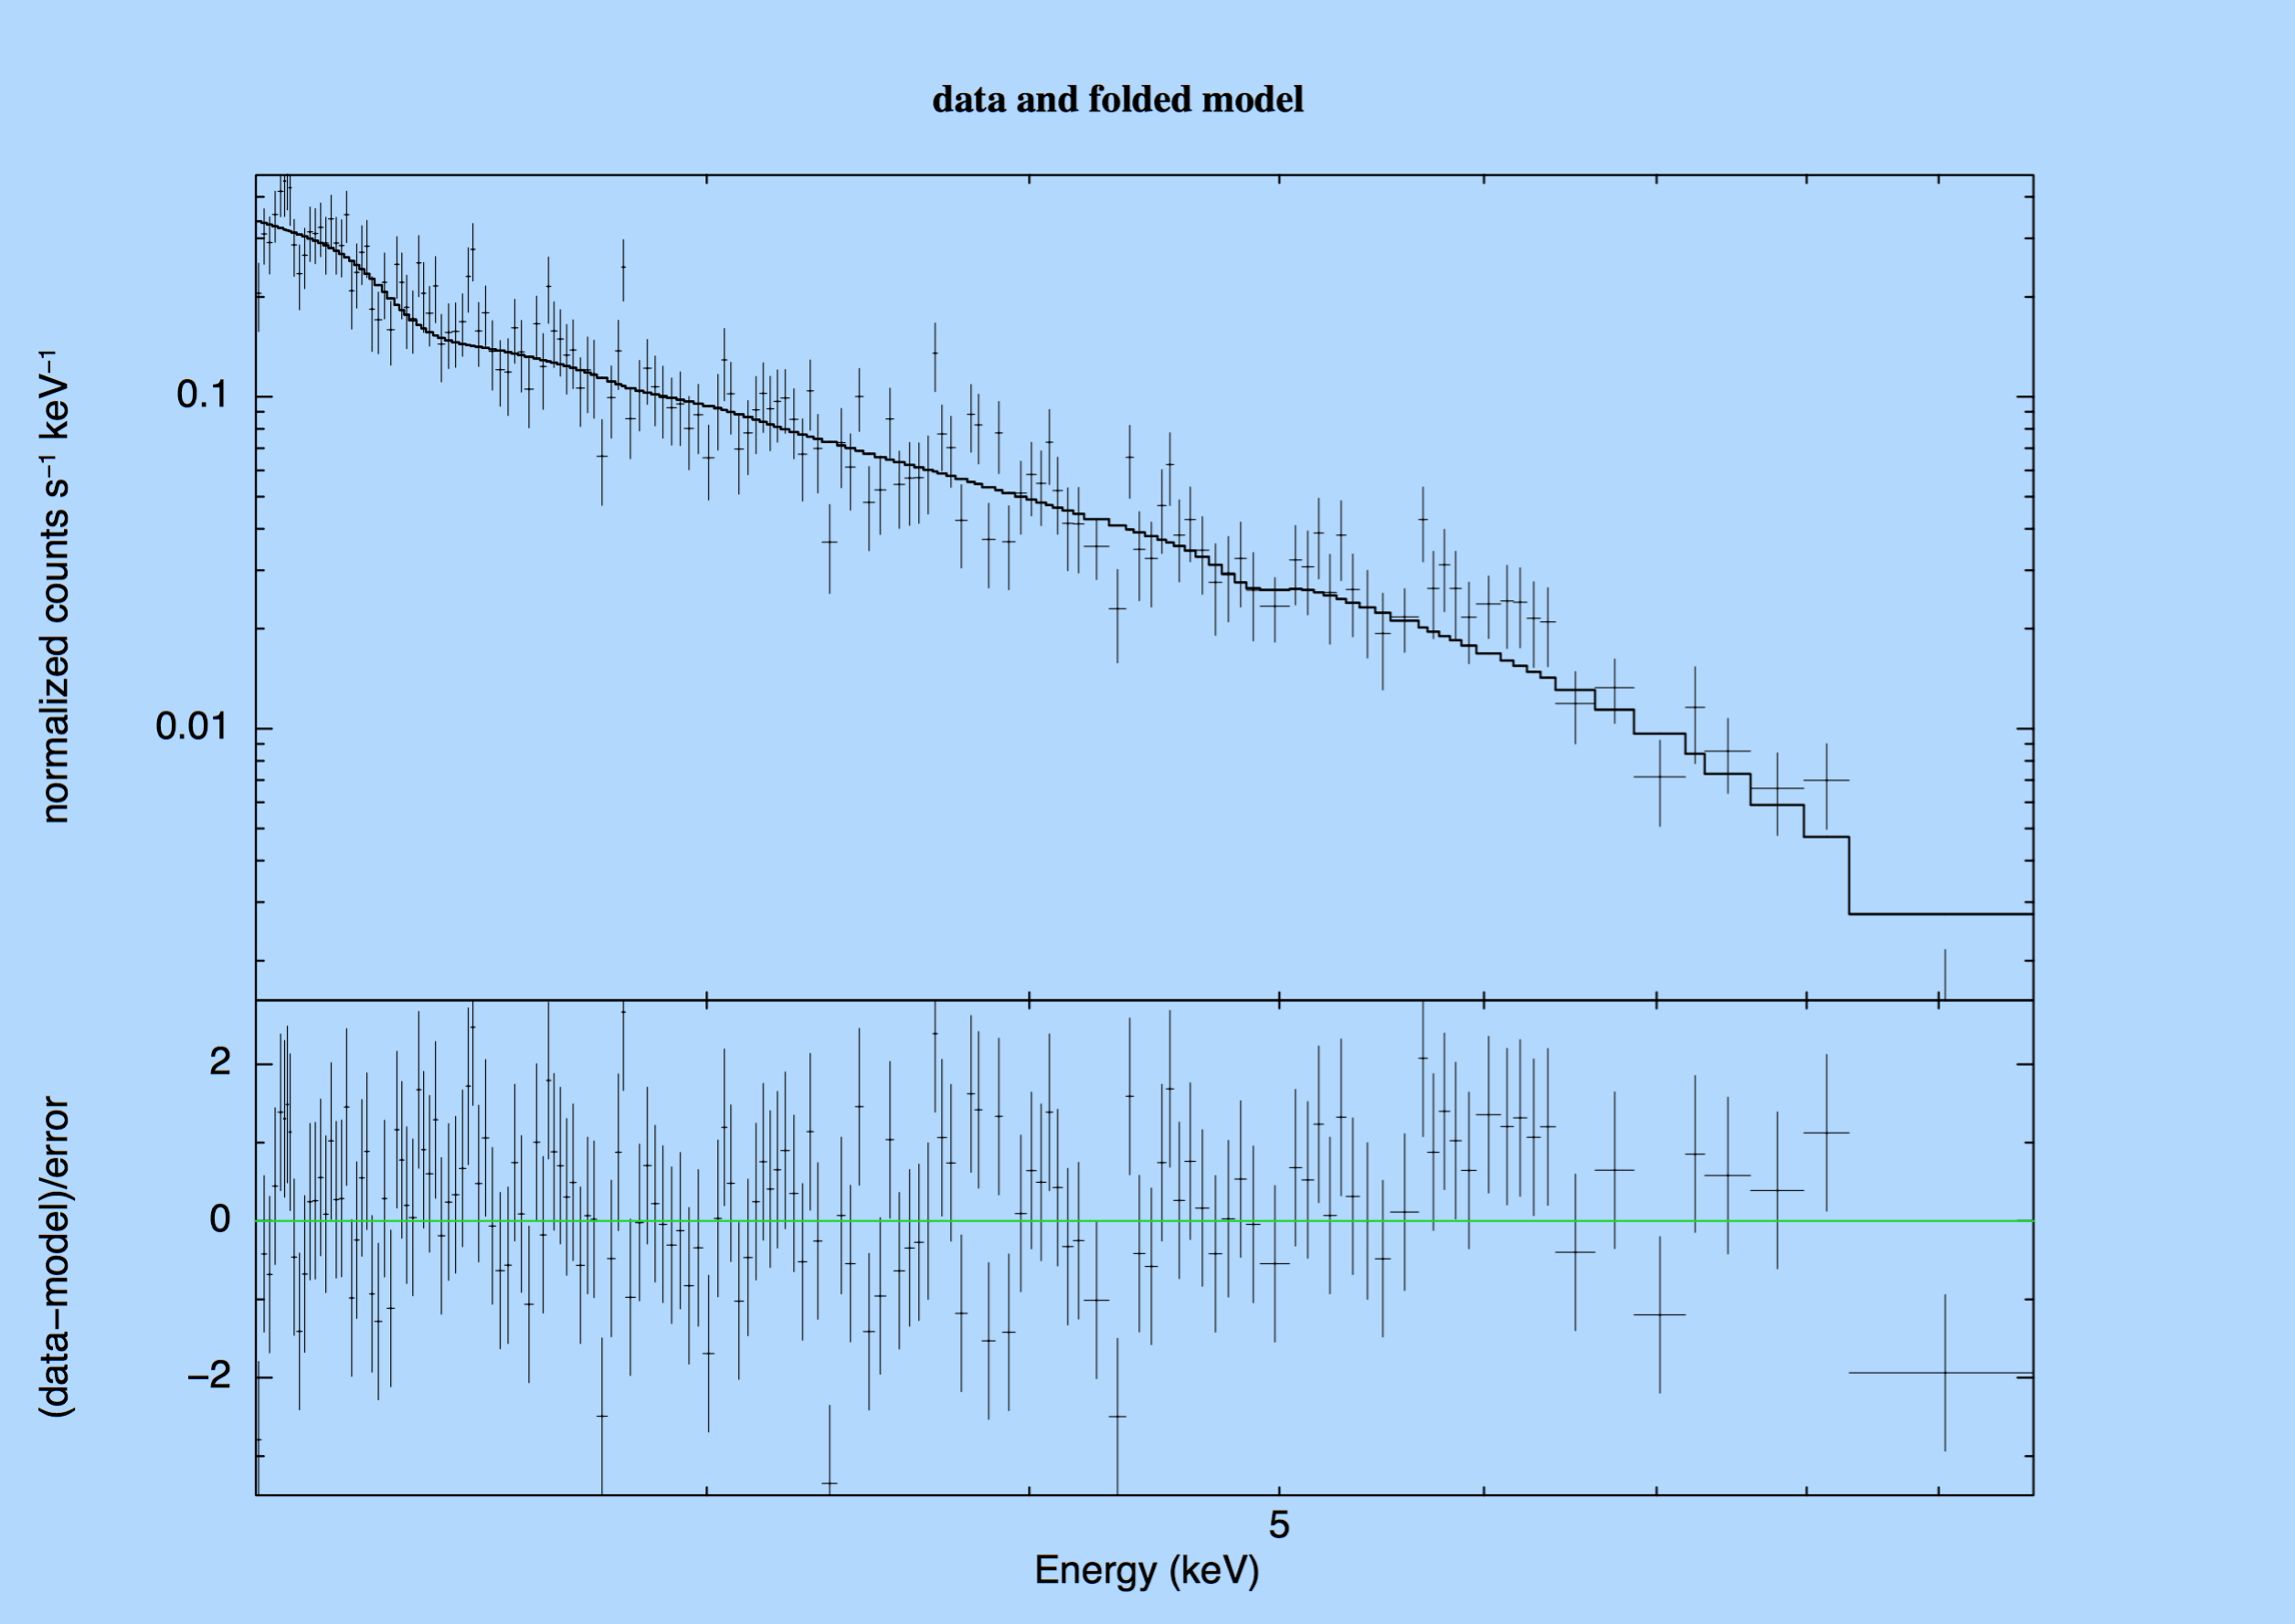 data and folded model
normalized counts s⁻¹ keV⁻¹
0.1
0.01
(data−model)/error
2
0
−2
5
Energy (keV)